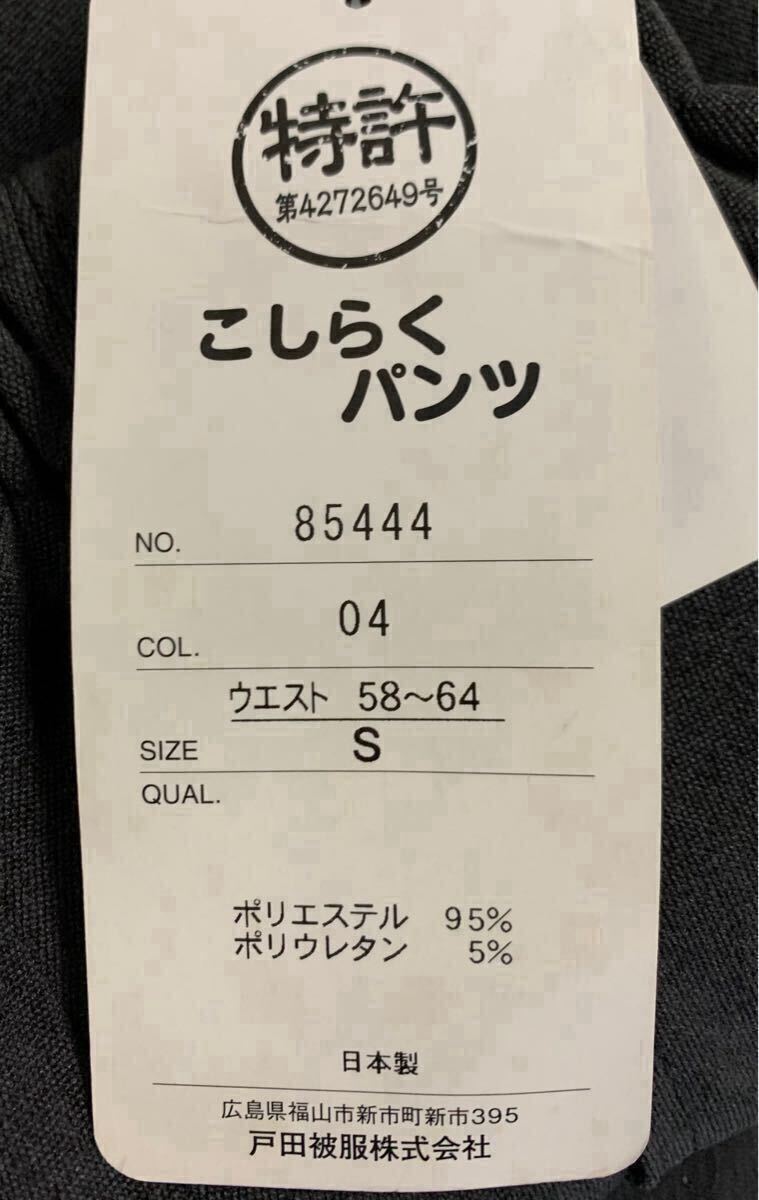 特許
第4272649号
こしらく
パンツ
NO. 85444
COL. 04
ウエスト 58〜64
SIZE S
QUAL.
ポリエステル 95%
ポリウレタン 5%
日本製
広島県福山市新市町新市395
戸田被服株式会社